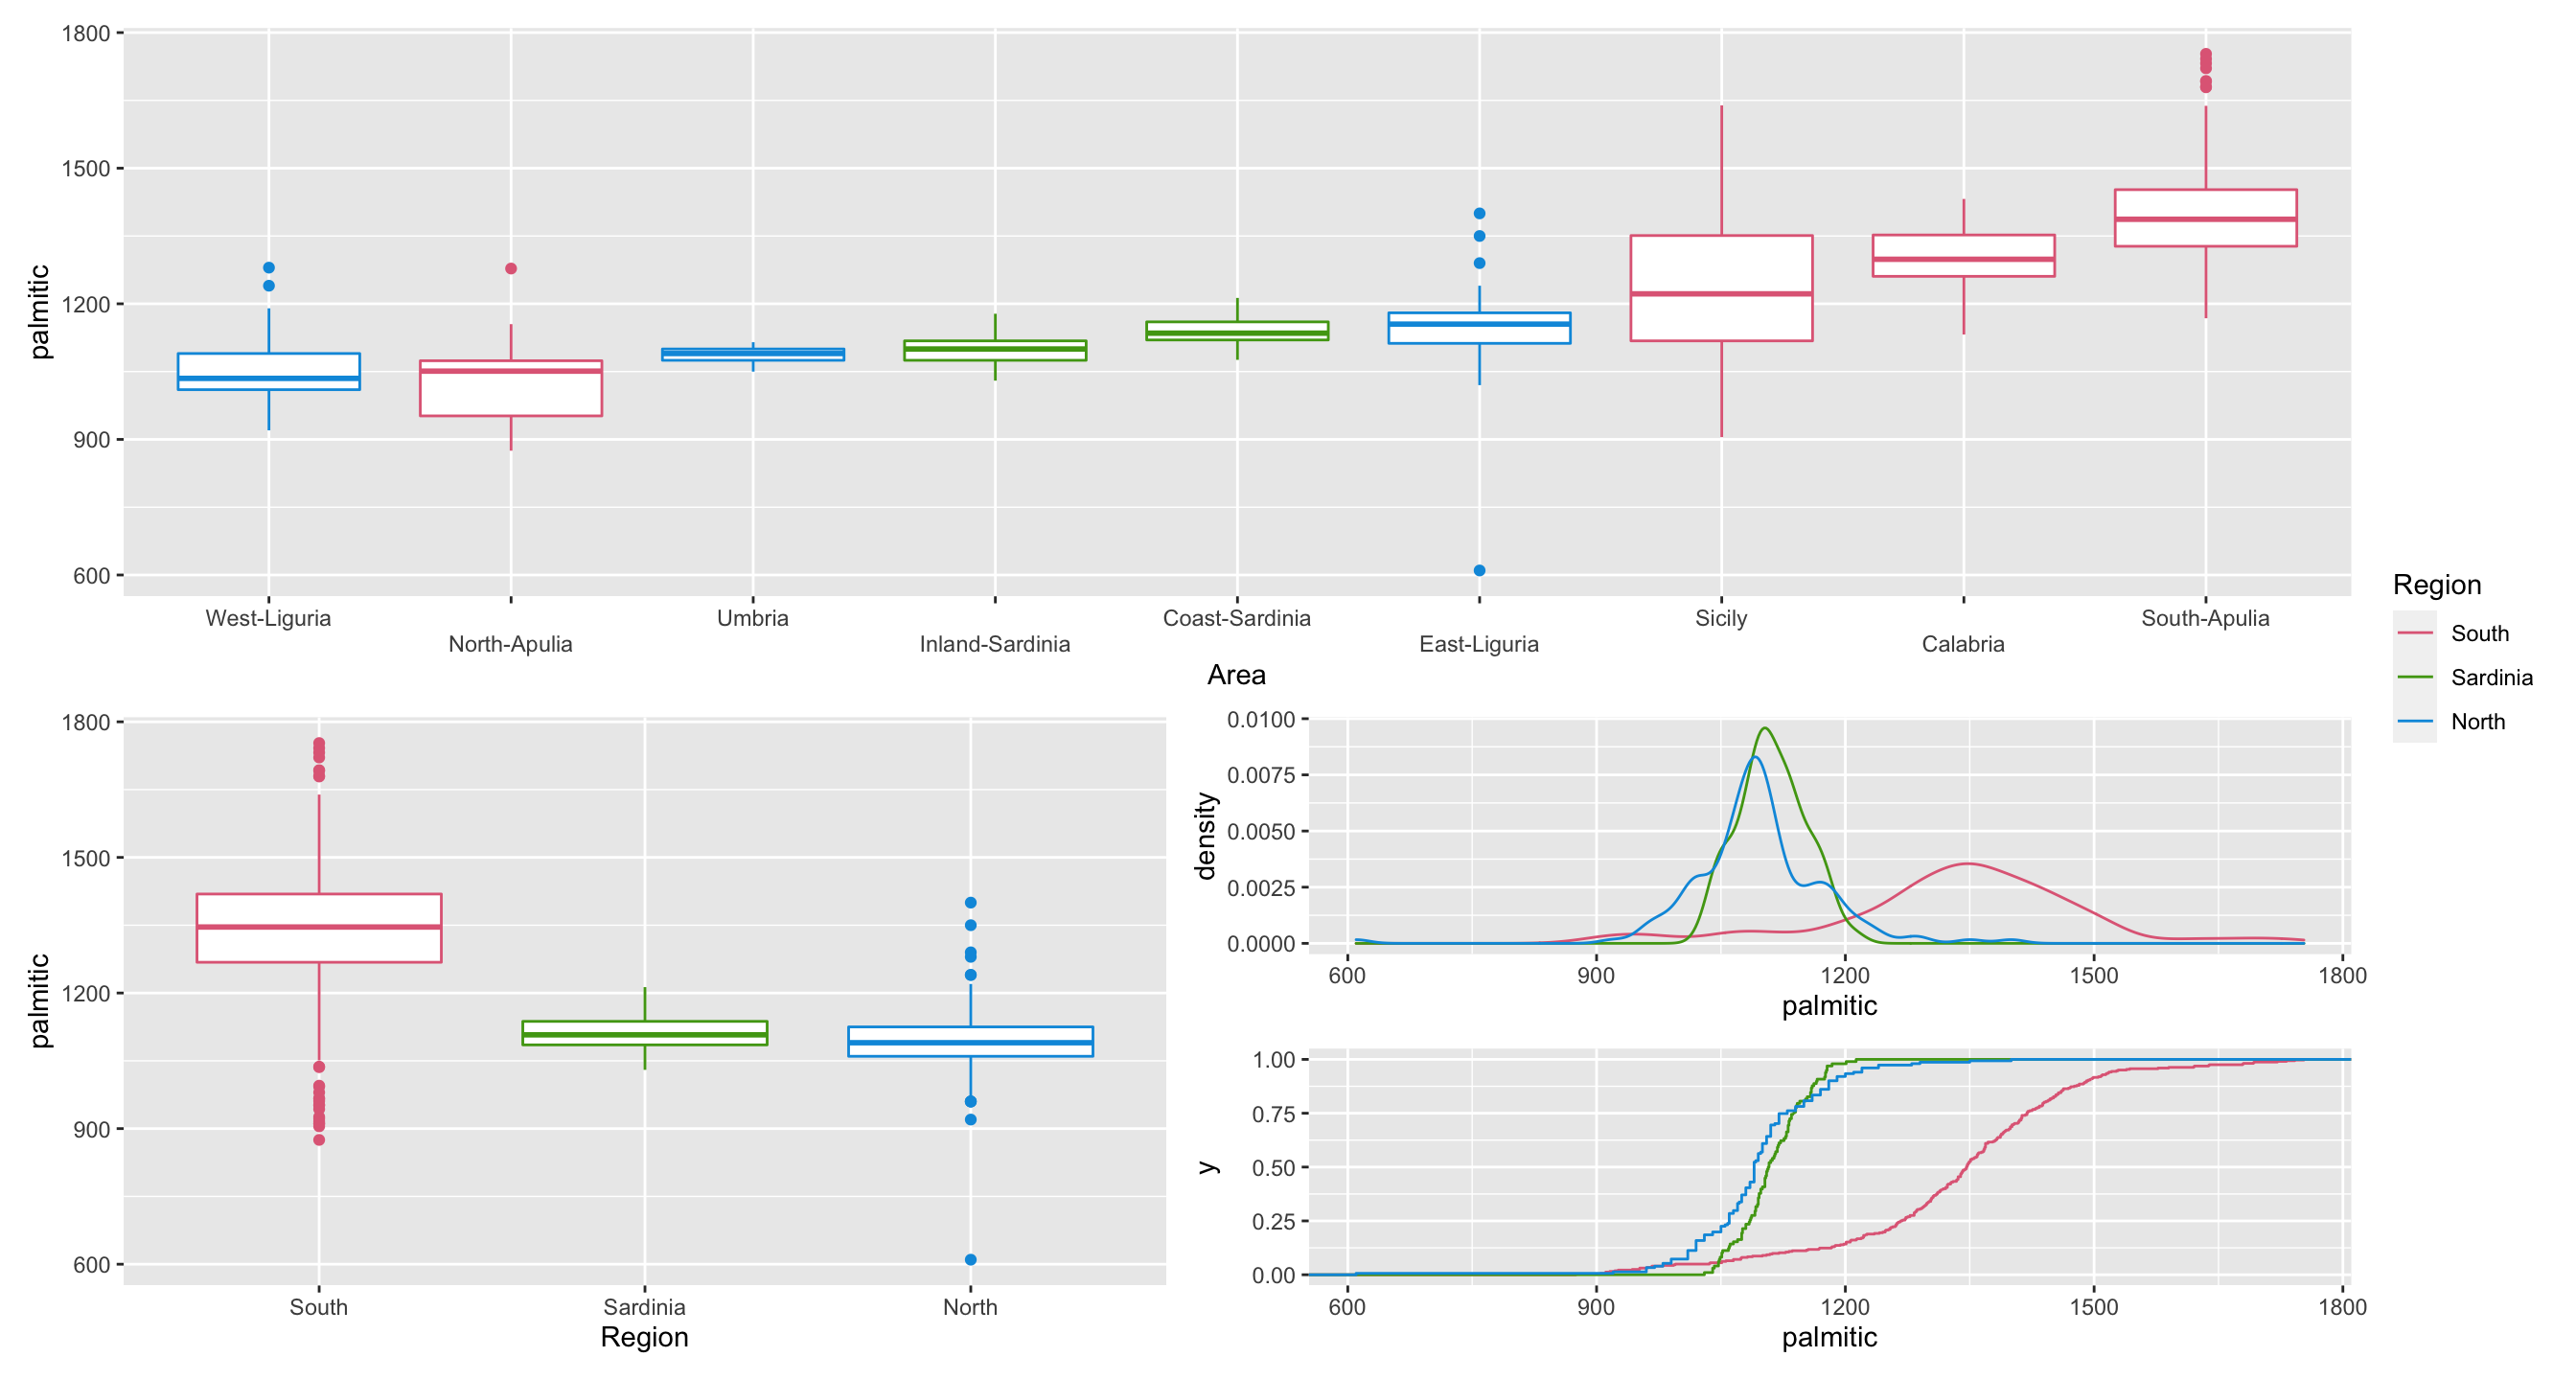 palmitic
1800
1500
1200
900
600
West-Liguria
North-Apulia
Umbria
Inland-Sardinia
Coast-Sardinia
East-Liguria
Sicily
Calabria
South-Apulia
Area
Region
South
Sardinia
North
palmitic
1800
1500
1200
900
600
South
Sardinia
North
Region
density
0.0100
0.0075
0.0050
0.0025
0.0000
600
900
1200
1500
1800
palmitic
y
1.00
0.75
0.50
0.25
0.00
600
900
1200
1500
1800
palmitic